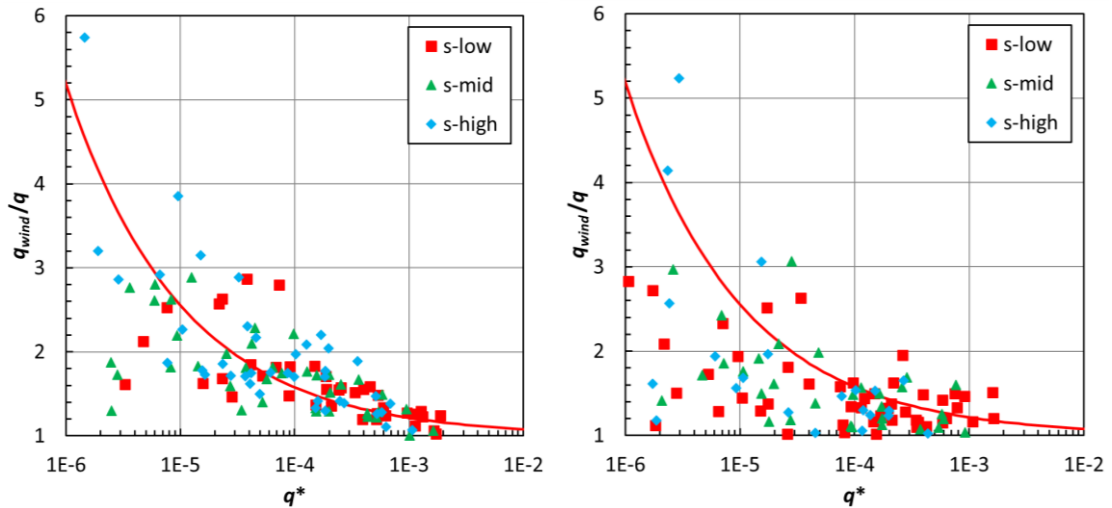 6
5
4
3
2
1
q_wind/q
s-low
s-mid
s-high
1E-6 1E-5 1E-4 1E-3 1E-2
q*
6
5
4
3
2
1
q_wind/q
s-low
s-mid
s-high
1E-6 1E-5 1E-4 1E-3 1E-2
q*